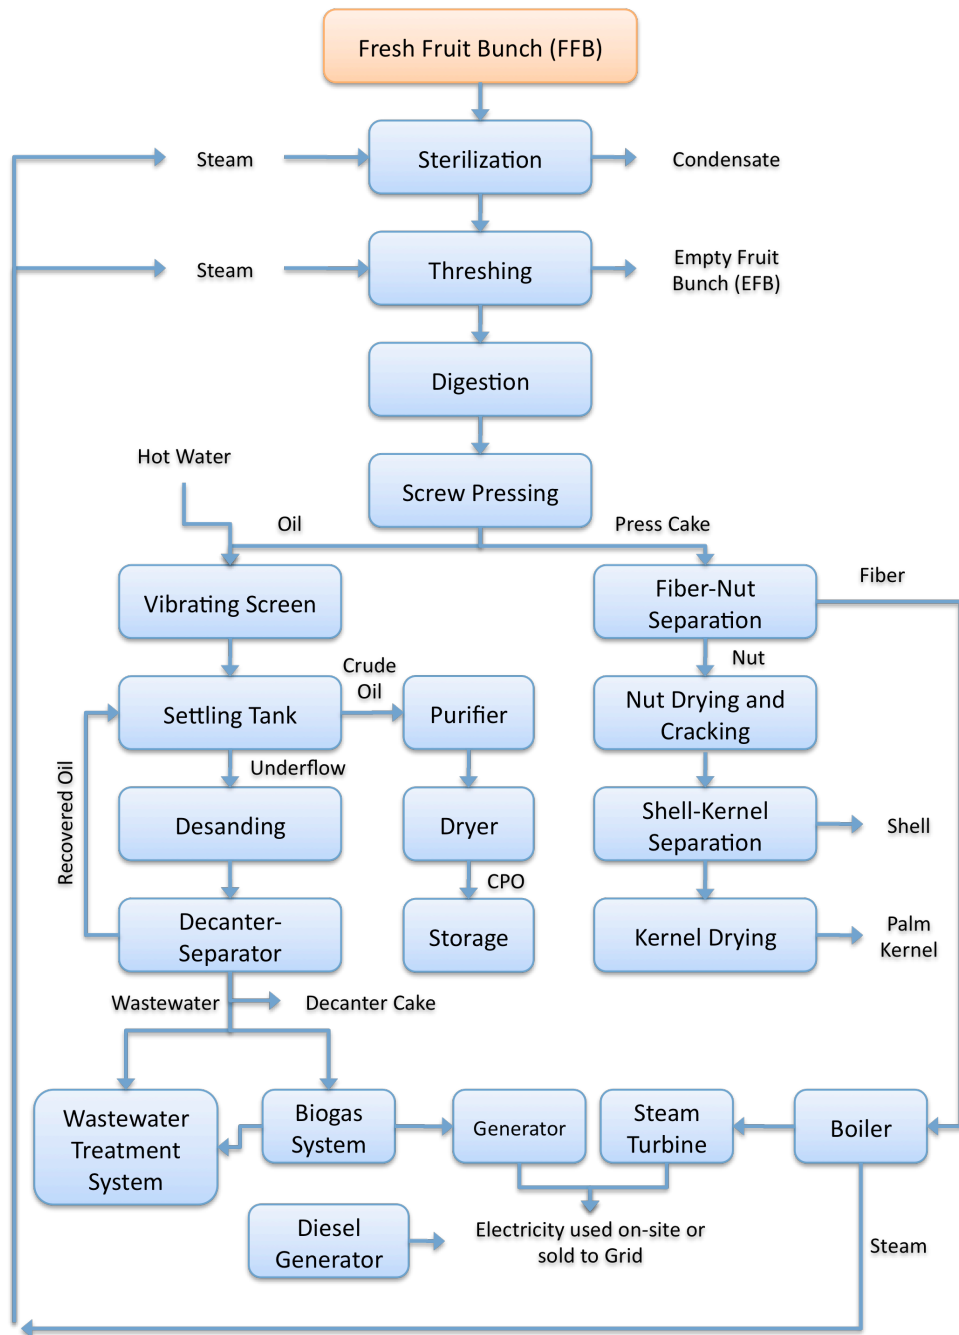 Fresh Fruit Bunch (FFB)
Steam
Sterilization
Condensate
Steam
Threshing
Empty Fruit
Bunch (EFB)
Digestion
Hot Water
Screw Pressing
Oil
Press Cake
Vibrating Screen
Fiber-Nut
Separation
Fiber
Nut
Crude
Oil
Settling Tank
Purifier
Nut Drying and
Cracking
Underflow
Recovered Oil
Desanding
Dryer
Shell-Kernel
Separation
Shell
CPO
Decanter-
Separator
Storage
Kernel Drying
Palm
Kernel
Wastewater
Decanter Cake
Wastewater
Treatment
System
Biogas
System
Generator
Steam
Turbine
Boiler
Diesel
Generator
Electricity used on-site or
sold to Grid
Steam